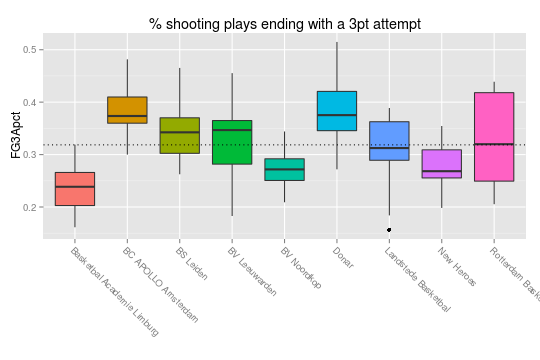 % shooting plays ending with a 3pt attempt
FG3Apct
0.5
0.4
0.3
0.2
Basketbal Academie Limburg
BC APOLLO Amsterdam
BS Leiden
BV Leeuwarden
BV Noordkop
Donar
Landstede Basketbal
New Heroes
Rotterdam